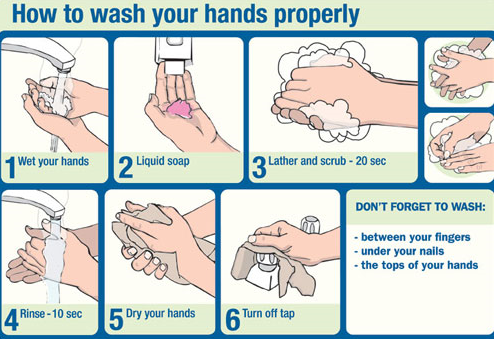 How to wash your hands properly
1 Wet your hands
2 Liquid soap
3 Lather and scrub - 20 sec
4 Rinse - 10 sec
5 Dry your hands
6 Turn off tap
DON'T FORGET TO WASH:
- between your fingers
- under your nails
- the tops of your hands